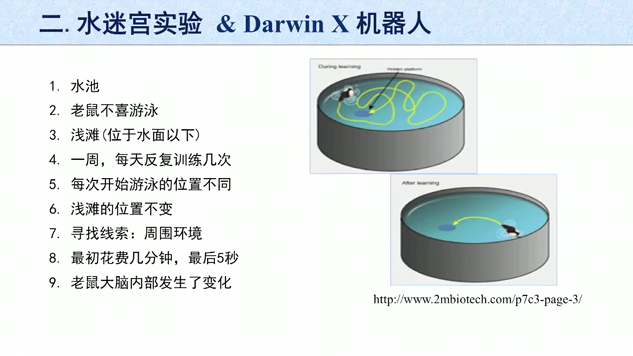 二.水迷宫实验 & Darwin X 机器人
1. 水池
2. 老鼠不喜游泳
3. 浅滩(位于水面以下)
4. 一周，每天反复训练几次
5. 每次开始游泳的位置不同
6. 浅滩的位置不变
7. 寻找线索：周围环境
8. 最初花费几分钟，最后5秒
9. 老鼠大脑内部发生了变化
During learning
Hidden platform
After learning
http://www.2mbiotech.com/p7c3-page-3/